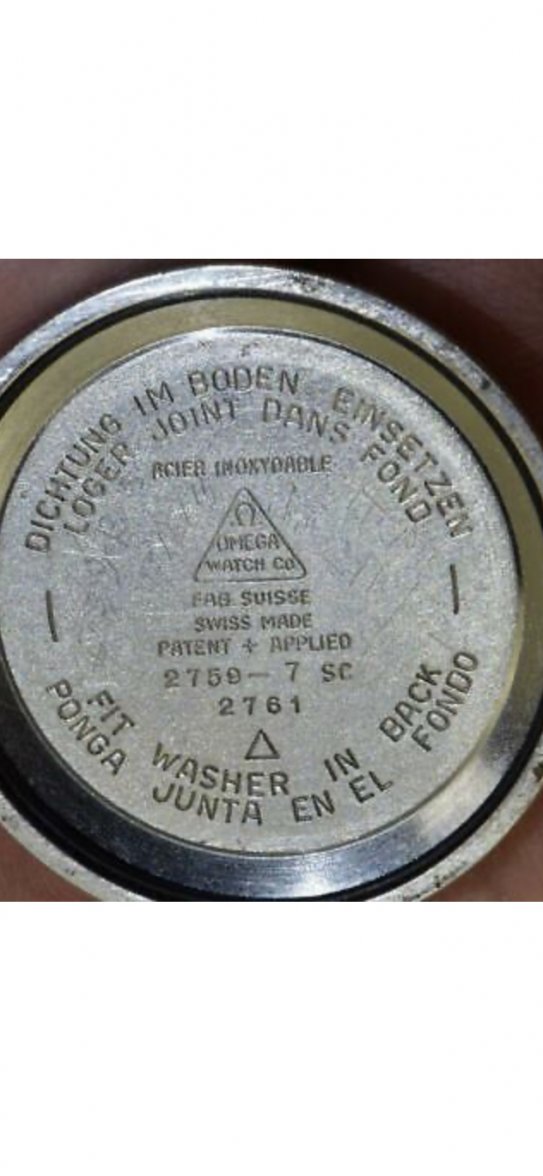 DICHTUNG IM BODEN EINSETZEN
LOGER JOINT DANS FOND
ACIER INOXYDABLE
Ω
OMEGA
WATCH Co
FAB. SUISSE
SWISS MADE
PATENT + APPLIED
2759- 7 SC
2761
FIT WASHER IN BACK
PONGA JUNTA EN EL FONDO